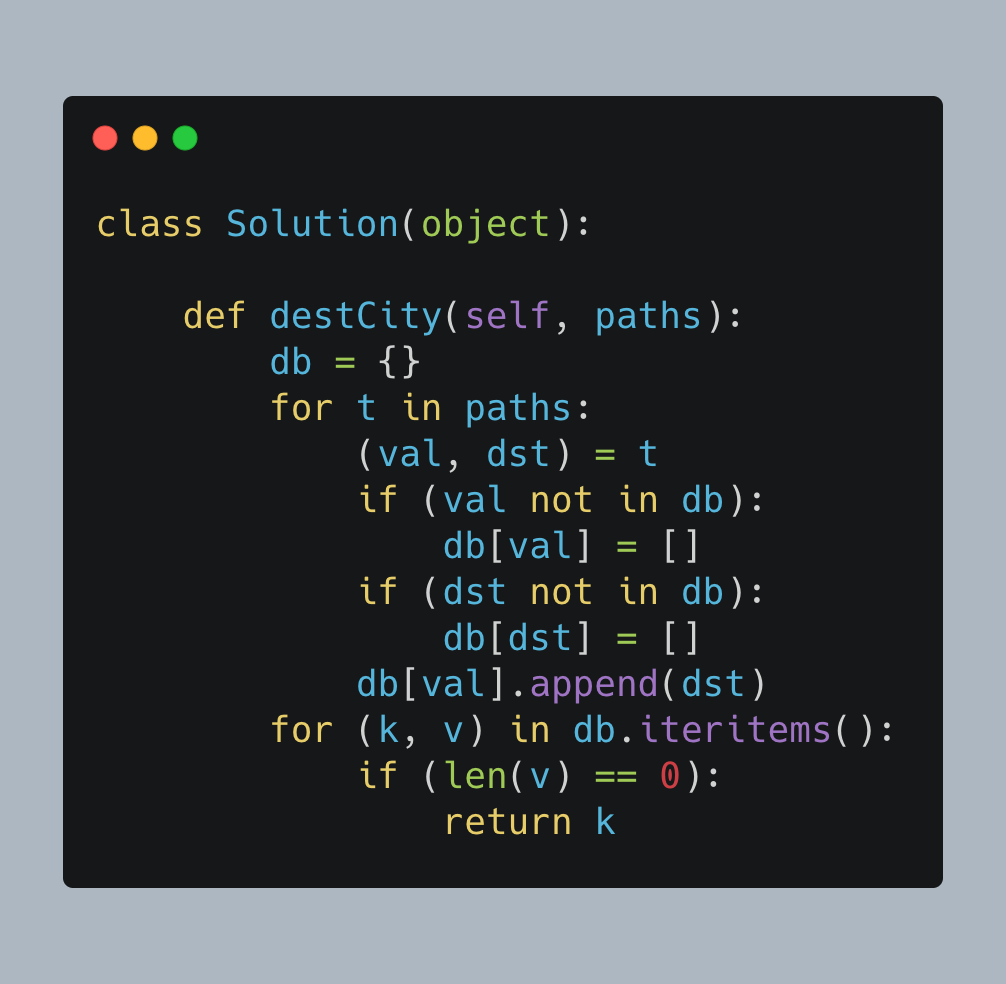 class Solution(object):

    def destCity(self, paths):
        db = {}
        for t in paths:
            (val, dst) = t
            if (val not in db):
                db[val] = []
            if (dst not in db):
                db[dst] = []
            db[val].append(dst)
        for (k, v) in db.iteritems():
            if (len(v) == 0):
                return k